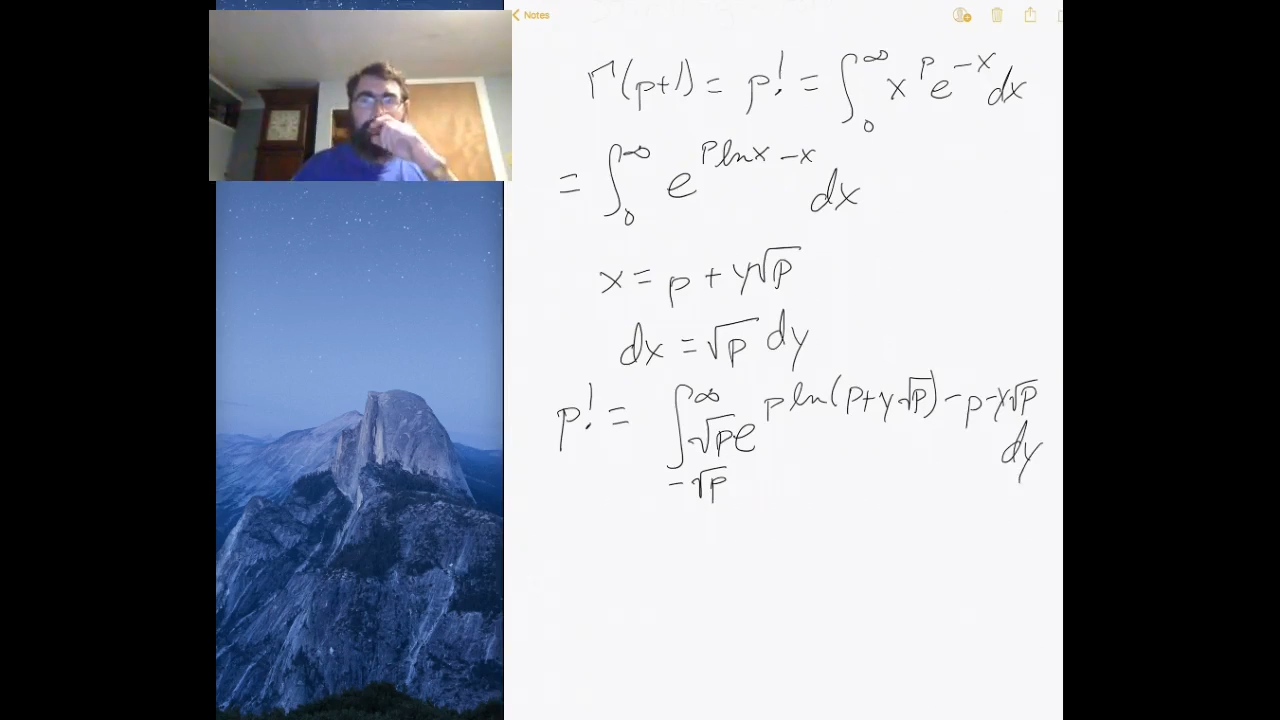 Notes
Γ(p+1) = p! = ∫₀^∞ x^p e^{-x} dx
= ∫₀^∞ e^{p ln x - x} dx
x = p + y√p
dx = √p dy
p! = ∫_{-√p}^∞ √p e^{p ln(p+y√p) - p - y√p} dy